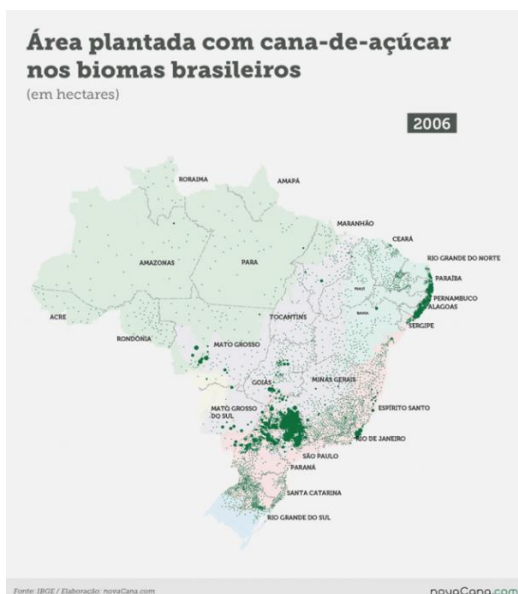 Área plantada com cana-de-açúcar
nos biomas brasileiros
(em hectares)
2006
RORAIMA
AMAPÁ
MARANHÃO
CEARÁ
RIO GRANDE DO NORTE
AMAZONAS
PARA
PARAÍBA
PIAUÍ
PERNAMBUCO
ALAGOAS
ACRE
TOCANTINS
BAHIA
SERGIPE
RONDÔNIA
MATO GROSSO
GOIÁS
MINAS GERAIS
MATO GROSSO
DO SUL
ESPÍRITO SANTO
RIO DE JANEIRO
SÃO PAULO
PARANÁ
SANTA CATARINA
RIO GRANDE DO SUL
Fonte: IBGE / Elaboração: novaCana.com
novaCana.com